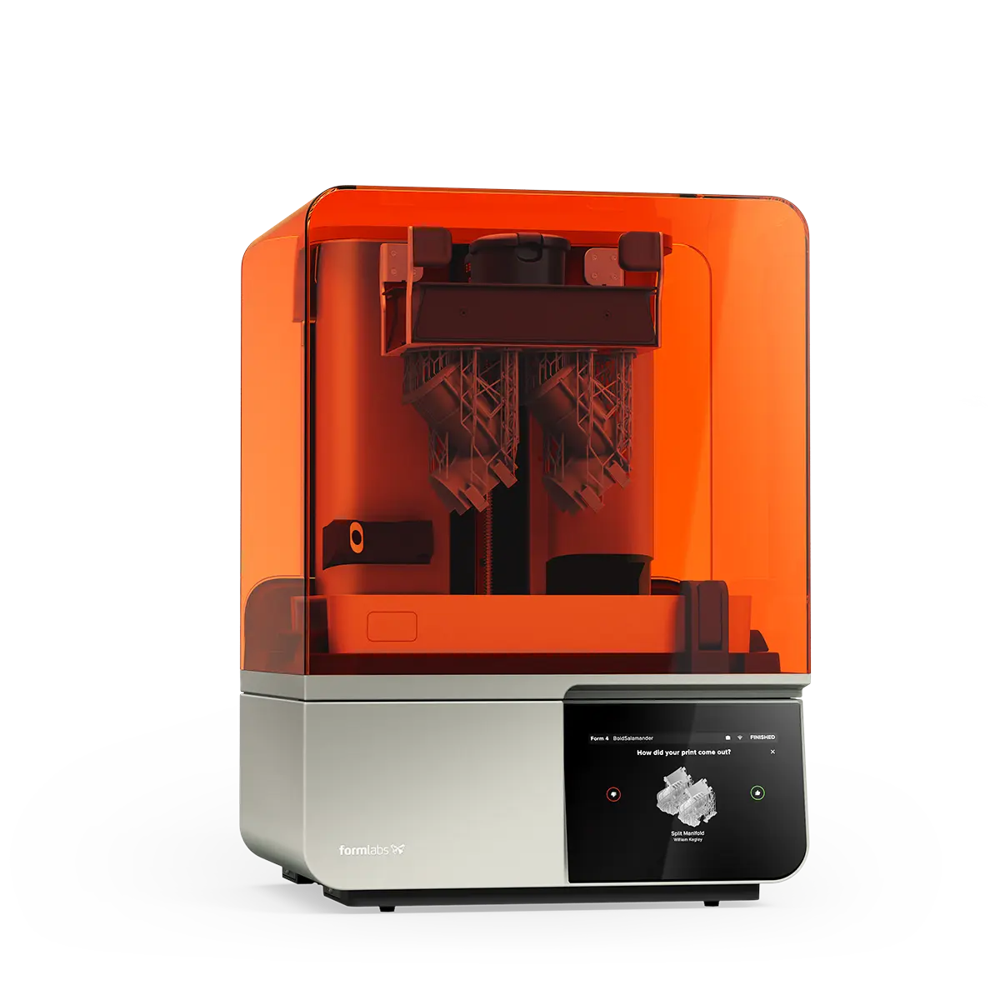 Form 4 BoldSalamander FINISHED
How did your print come out?
Split Manifold
William Kegley
formlabs